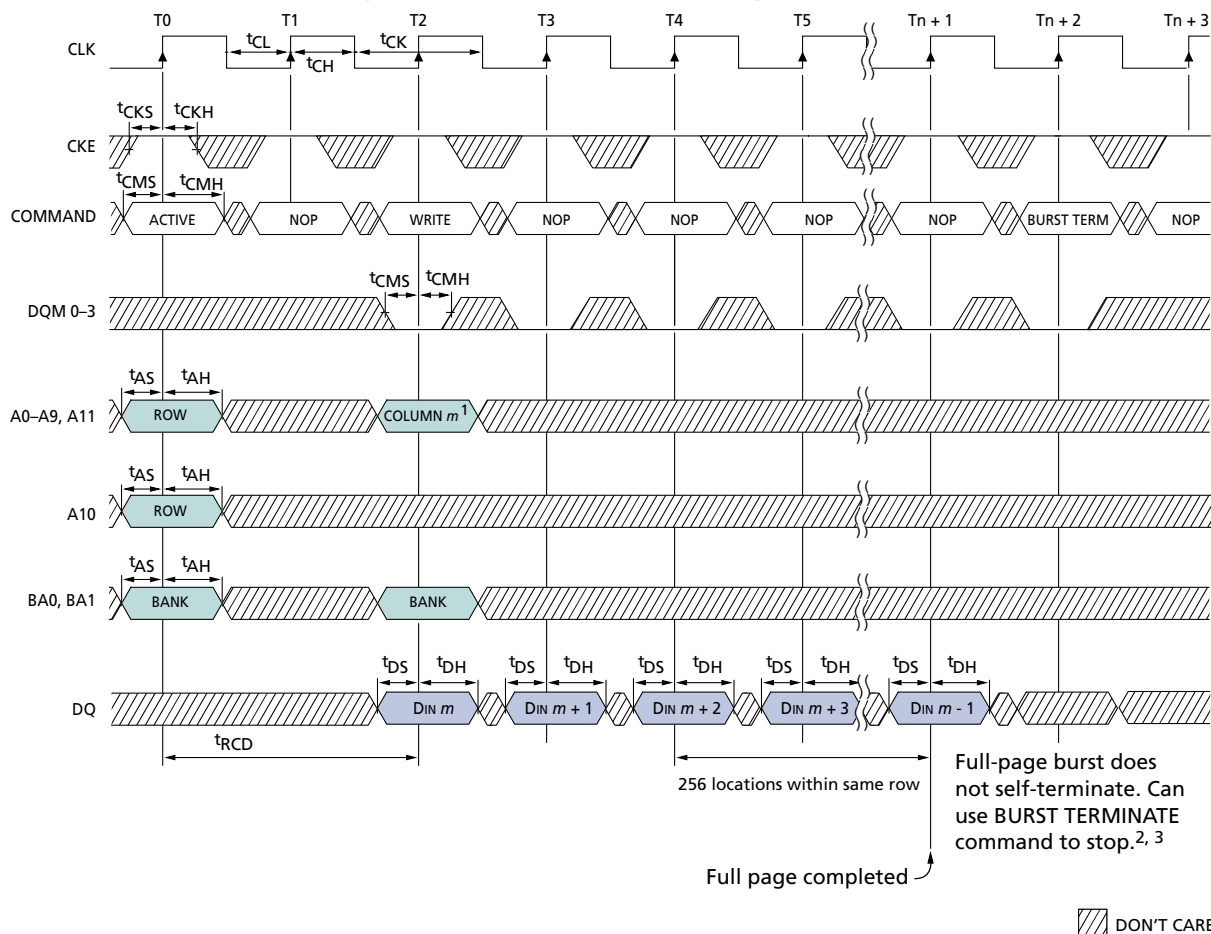 T0 T1 T2 T3 T4 T5 Tn + 1 Tn + 2 Tn + 3
CLK
tCL
tCH
tCK
tCKS tCKH
CKE
tCMS tCMH
COMMAND ACTIVE NOP WRITE NOP NOP NOP NOP BURST TERM NOP
tCMS tCMH
DQM 0–3
tAS tAH
A0–A9, A11 ROW COLUMN m1
tAS tAH
A10 ROW
tAS tAH
BA0, BA1 BANK BANK
tDS tDH tDS tDH tDS tDH tDS tDH tDS tDH
DQ DIN m DIN m + 1 DIN m + 2 DIN m + 3 DIN m - 1
tRCD
256 locations within same row
Full-page burst does
not self-terminate. Can
use BURST TERMINATE
command to stop.2, 3
Full page completed
DON'T CARE